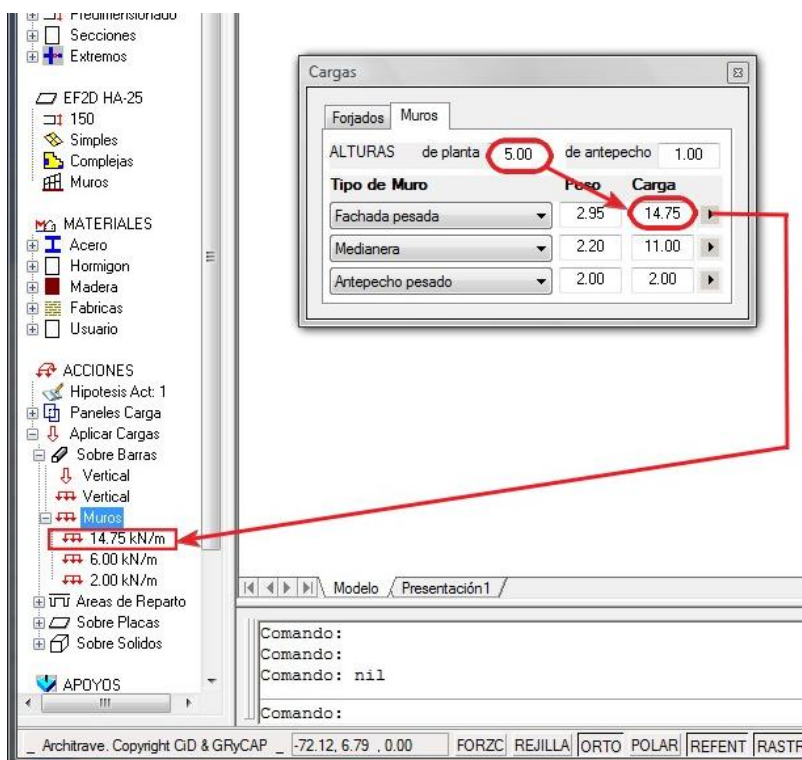 Predimensionado
Secciones
Extremos
EF2D HA-25
150
Simples
Complejas
Muros
MATERIALES
Acero
Hormigon
Madera
Fabricas
Usuario
ACCIONES
Hipotesis Act: 1
Paneles Carga
Aplicar Cargas
Sobre Barras
Vertical
Vertical
Muros
14.75 kN/m
6.00 kN/m
2.00 kN/m
Areas de Reparto
Sobre Placas
Sobre Solidos
APOYOS
Cargas
Forjados Muros
ALTURAS de planta 5.00 de antepecho 1.00
Tipo de Muro Peso Carga
Fachada pesada 2.95 14.75
Medianera 2.20 11.00
Antepecho pesado 2.00 2.00
Modelo Presentación1
Comando:
Comando:
Comando: nil
Comando:
_ Architrave. Copyright CiD & GRyCAP _ -72.12, 6.79 , 0.00 FORZC REJILLA ORTO POLAR REFENT RASTR